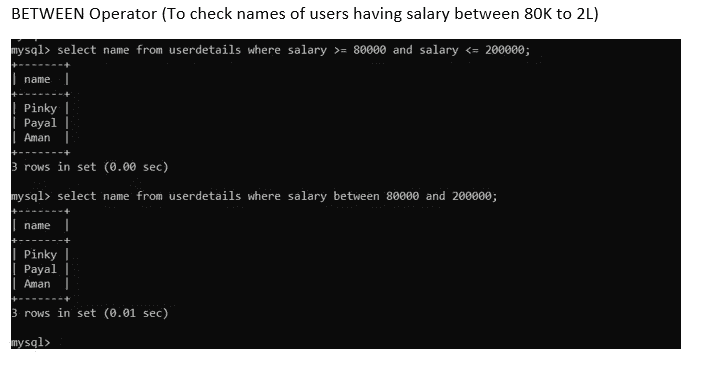 BETWEEN Operator (To check names of users having salary between 80K to 2L)
mysql> select name from userdetails where salary >= 80000 and salary <= 200000;
+-------+
| name  |
+-------+
| Pinky |
| Payal |
| Aman  |
+-------+
3 rows in set (0.00 sec)
mysql> select name from userdetails where salary between 80000 and 200000;
+-------+
| name  |
+-------+
| Pinky |
| Payal |
| Aman  |
+-------+
3 rows in set (0.01 sec)
mysql>